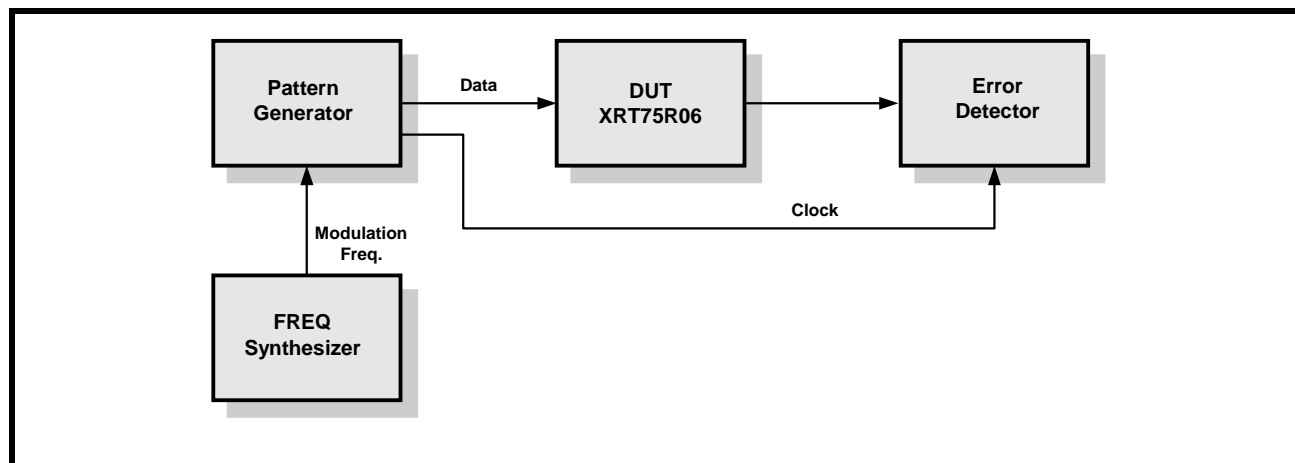 Pattern
Generator
Data
DUT
XRT75R06
Error
Detector
Clock
Modulation
Freq.
FREQ
Synthesizer